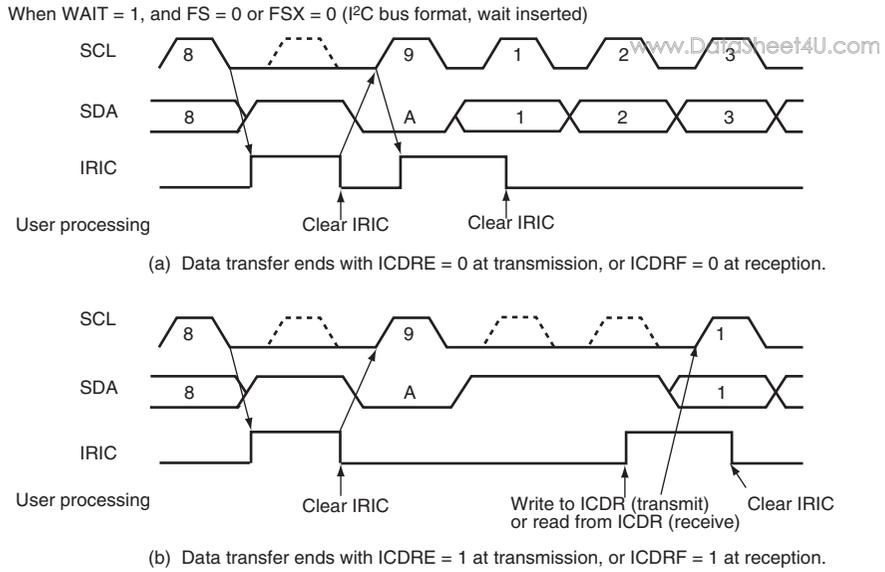 When WAIT = 1, and FS = 0 or FSX = 0 (I²C bus format, wait inserted)
www.DataSheet4U.com
SCL 8 9 1 2 3
SDA 8 A 1 2 3
IRIC
User processing Clear IRIC Clear IRIC
(a) Data transfer ends with ICDRE = 0 at transmission, or ICDRF = 0 at reception.
SCL 8 9 1
SDA 8 A 1
IRIC
User processing Clear IRIC Write to ICDR (transmit) Clear IRIC
or read from ICDR (receive)
(b) Data transfer ends with ICDRE = 1 at transmission, or ICDRF = 1 at reception.